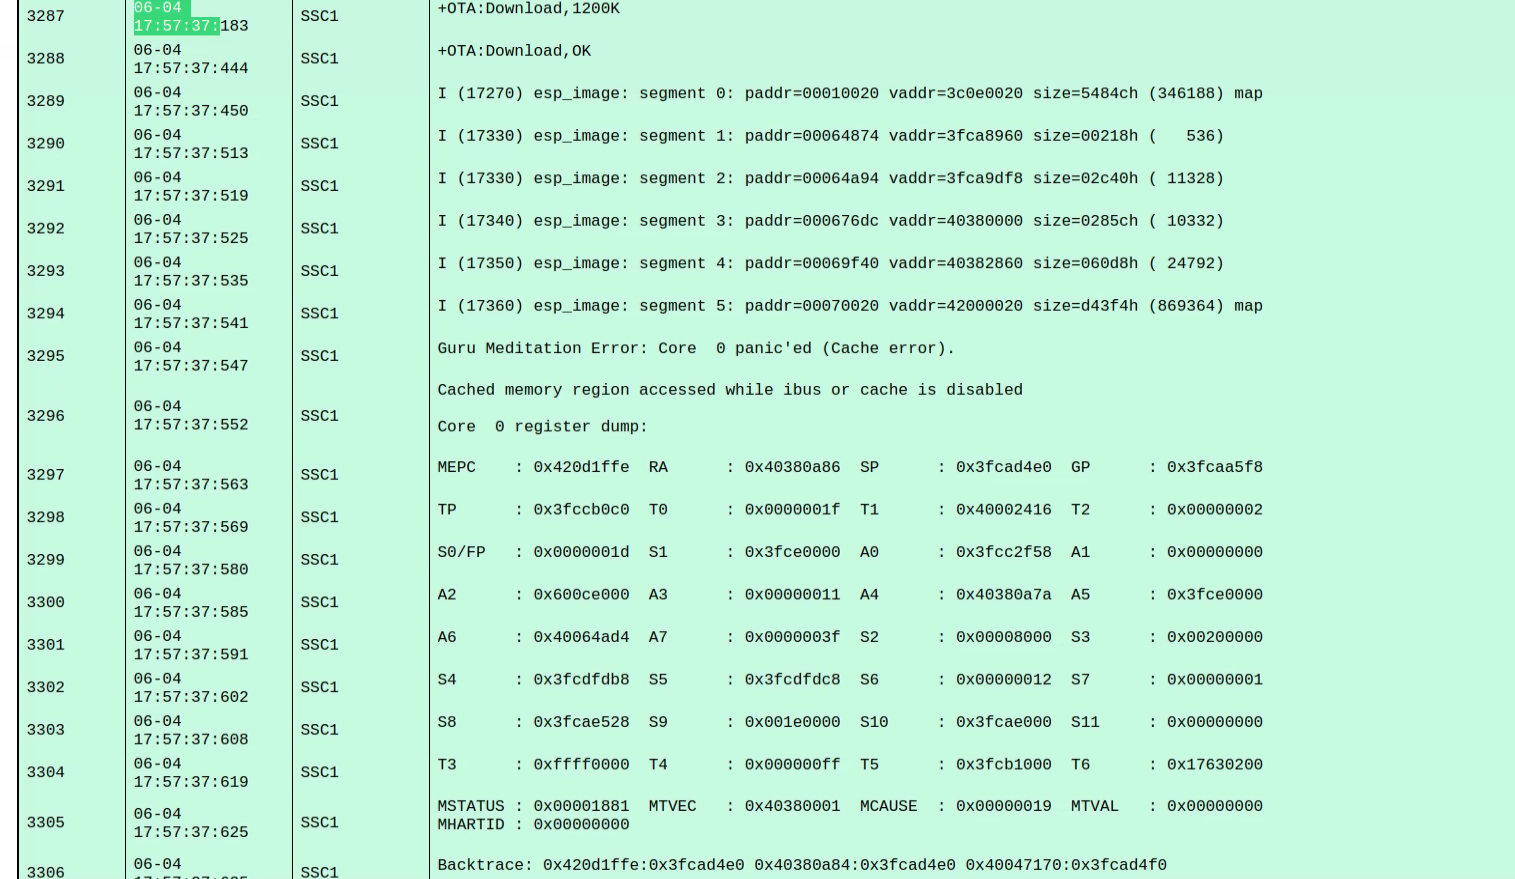 3287 06-04 17:57:37:183 SSC1 +OTA:Download,1200K
3288 06-04 17:57:37:444 SSC1 +OTA:Download,OK
3289 06-04 17:57:37:450 SSC1 I (17270) esp_image: segment 0: paddr=00010020 vaddr=3c0e0020 size=5484ch (346188) map
3290 06-04 17:57:37:513 SSC1 I (17330) esp_image: segment 1: paddr=00064874 vaddr=3fca8960 size=00218h (   536)
3291 06-04 17:57:37:519 SSC1 I (17330) esp_image: segment 2: paddr=00064a94 vaddr=3fca9df8 size=02c40h ( 11328)
3292 06-04 17:57:37:525 SSC1 I (17340) esp_image: segment 3: paddr=000676dc vaddr=40380000 size=0285ch ( 10332)
3293 06-04 17:57:37:535 SSC1 I (17350) esp_image: segment 4: paddr=00069f40 vaddr=40382860 size=060d8h ( 24792)
3294 06-04 17:57:37:541 SSC1 I (17360) esp_image: segment 5: paddr=00070020 vaddr=42000020 size=d43f4h (869364) map
3295 06-04 17:57:37:547 SSC1 Guru Meditation Error: Core  0 panic'ed (Cache error).
3296 06-04 17:57:37:552 SSC1 Cached memory region accessed while ibus or cache is disabled
Core  0 register dump:
3297 06-04 17:57:37:563 SSC1 MEPC    : 0x420d1ffe  RA      : 0x40380a86  SP      : 0x3fcad4e0  GP      : 0x3fcaa5f8
3298 06-04 17:57:37:569 SSC1 TP      : 0x3fccb0c0  T0      : 0x0000001f  T1      : 0x40002416  T2      : 0x00000002
3299 06-04 17:57:37:580 SSC1 S0/FP   : 0x0000001d  S1      : 0x3fce0000  A0      : 0x3fcc2f58  A1      : 0x00000000
3300 06-04 17:57:37:585 SSC1 A2      : 0x600ce000  A3      : 0x00000011  A4      : 0x40380a7a  A5      : 0x3fce0000
3301 06-04 17:57:37:591 SSC1 A6      : 0x40064ad4  A7      : 0x0000003f  S2      : 0x00008000  S3      : 0x00200000
3302 06-04 17:57:37:602 SSC1 S4      : 0x3fcdfdb8  S5      : 0x3fcdfdc8  S6      : 0x00000012  S7      : 0x00000001
3303 06-04 17:57:37:608 SSC1 S8      : 0x3fcae528  S9      : 0x001e0000  S10     : 0x3fcae000  S11     : 0x00000000
3304 06-04 17:57:37:619 SSC1 T3      : 0xffff0000  T4      : 0x000000ff  T5      : 0x3fcb1000  T6      : 0x17630200
3305 06-04 17:57:37:625 SSC1 MSTATUS : 0x00001881  MTVEC   : 0x40380001  MCAUSE  : 0x00000019  MTVAL   : 0x00000000
MHARTID : 0x00000000
3306 06-04 SSC1 Backtrace: 0x420d1ffe:0x3fcad4e0 0x40380a84:0x3fcad4e0 0x40047170:0x3fcad4f0